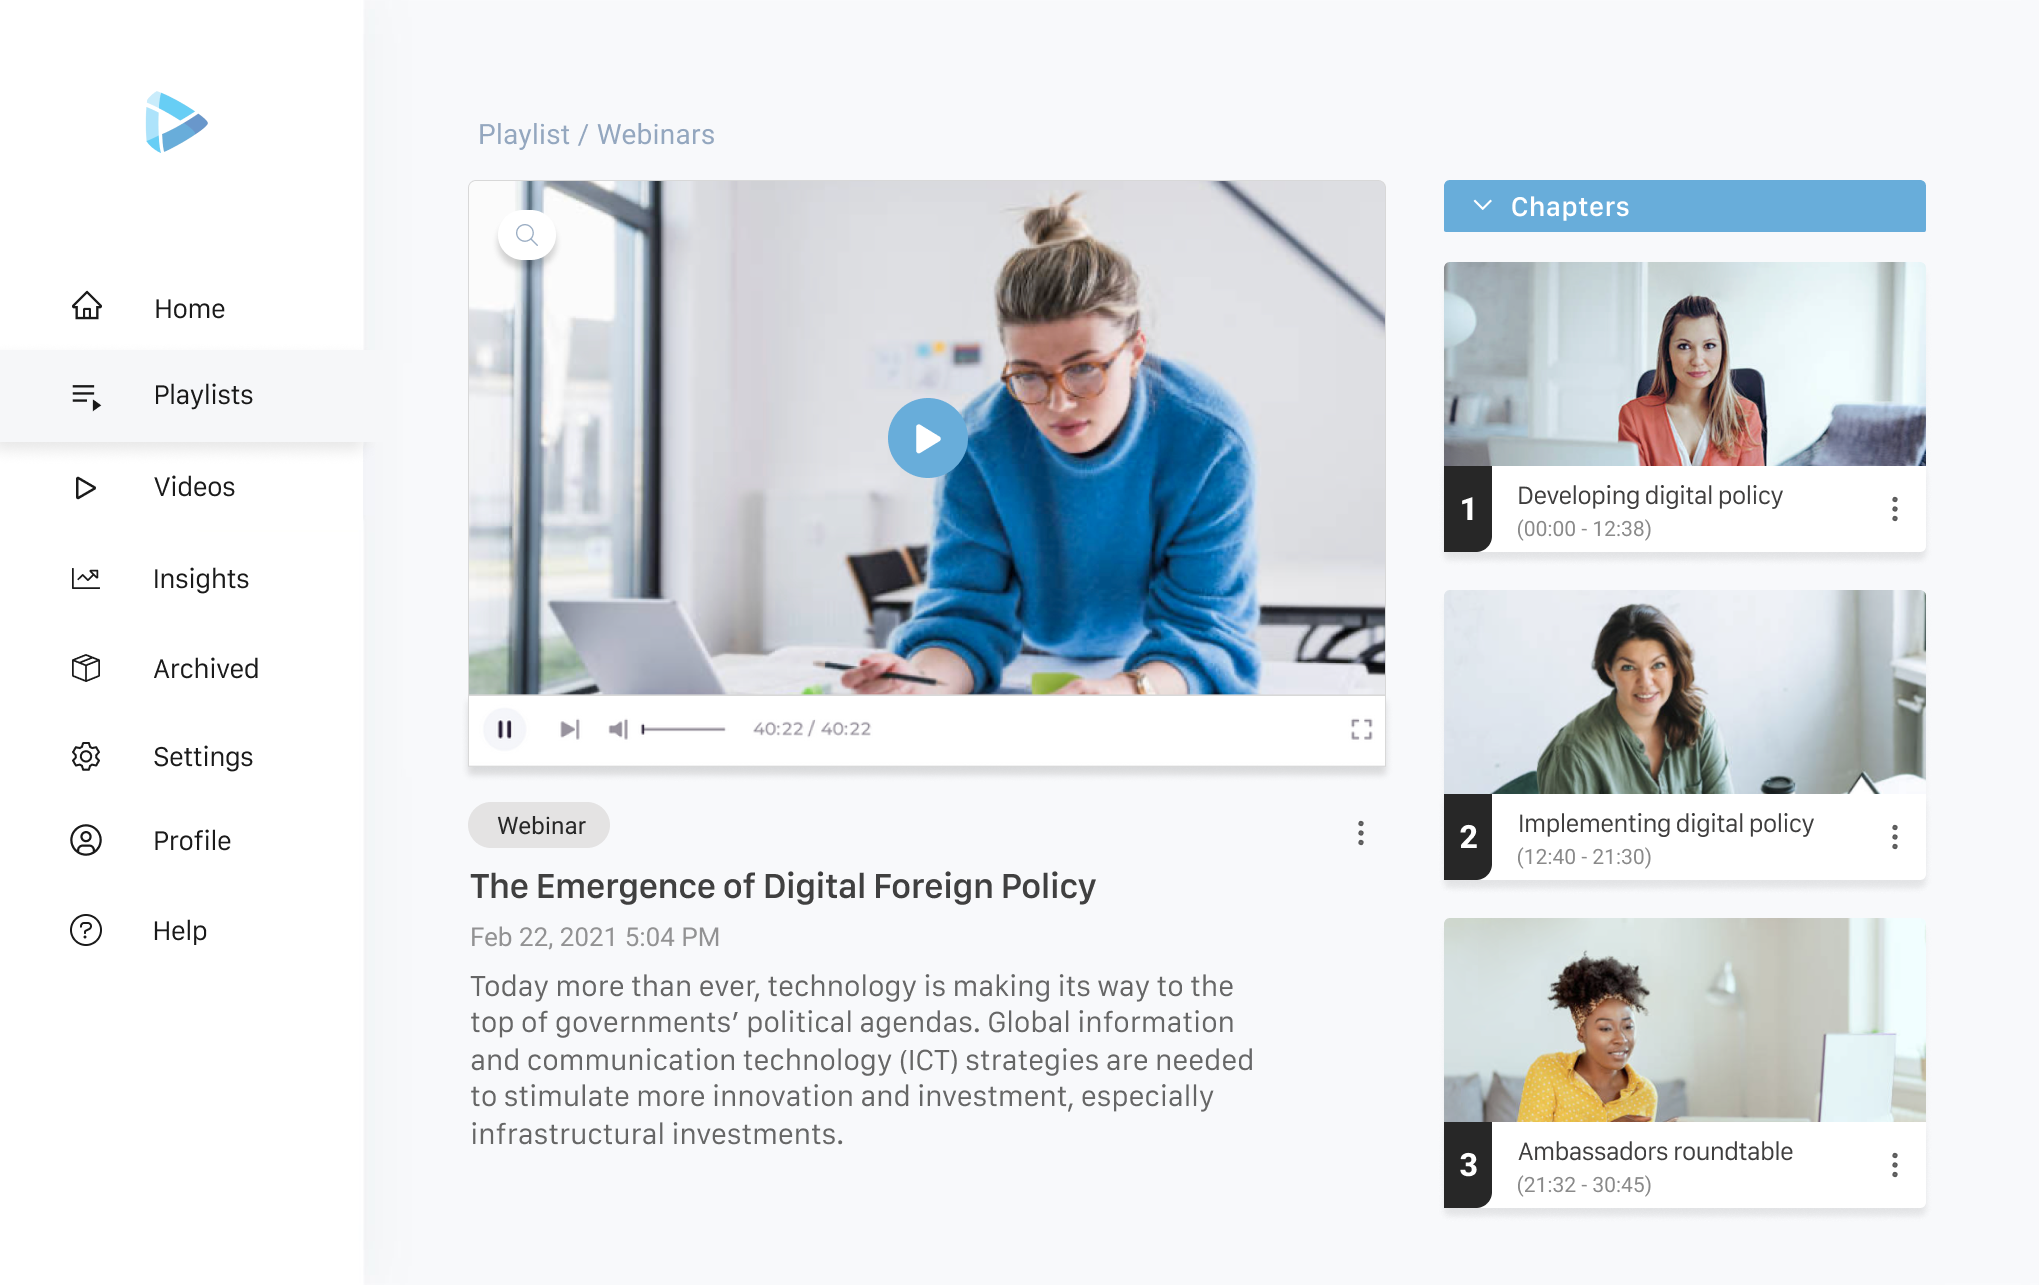 Home
Playlists
Videos
Insights
Archived
Settings
Profile
Help
Playlist / Webinars
40:22 / 40:22
Webinar
The Emergence of Digital Foreign Policy
Feb 22, 2021 5:04 PM
Today more than ever, technology is making its way to the
top of governments’ political agendas. Global information
and communication technology (ICT) strategies are needed
to stimulate more innovation and investment, especially
infrastructural investments.
Chapters
1
Developing digital policy
(00:00 - 12:38)
2
Implementing digital policy
(12:40 - 21:30)
3
Ambassadors roundtable
(21:32 - 30:45)